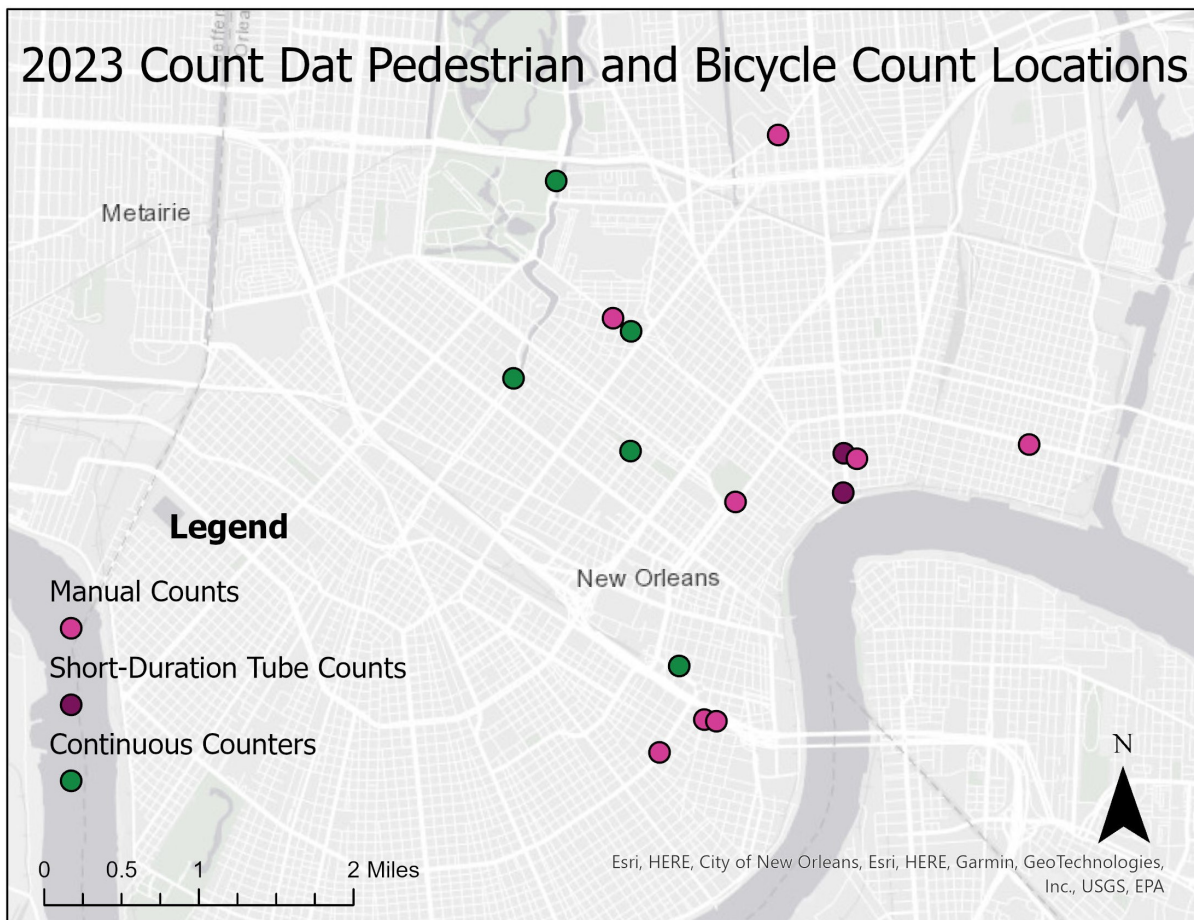 2023 Count Dat Pedestrian and Bicycle Count Locations
Metairie
Legend
Manual Counts
Short-Duration Tube Counts
Continuous Counters
New Orleans
N
0 0.5 1 2 Miles
Esri, HERE, City of New Orleans, Esri, HERE, Garmin, GeoTechnologies,
Inc., USGS, EPA